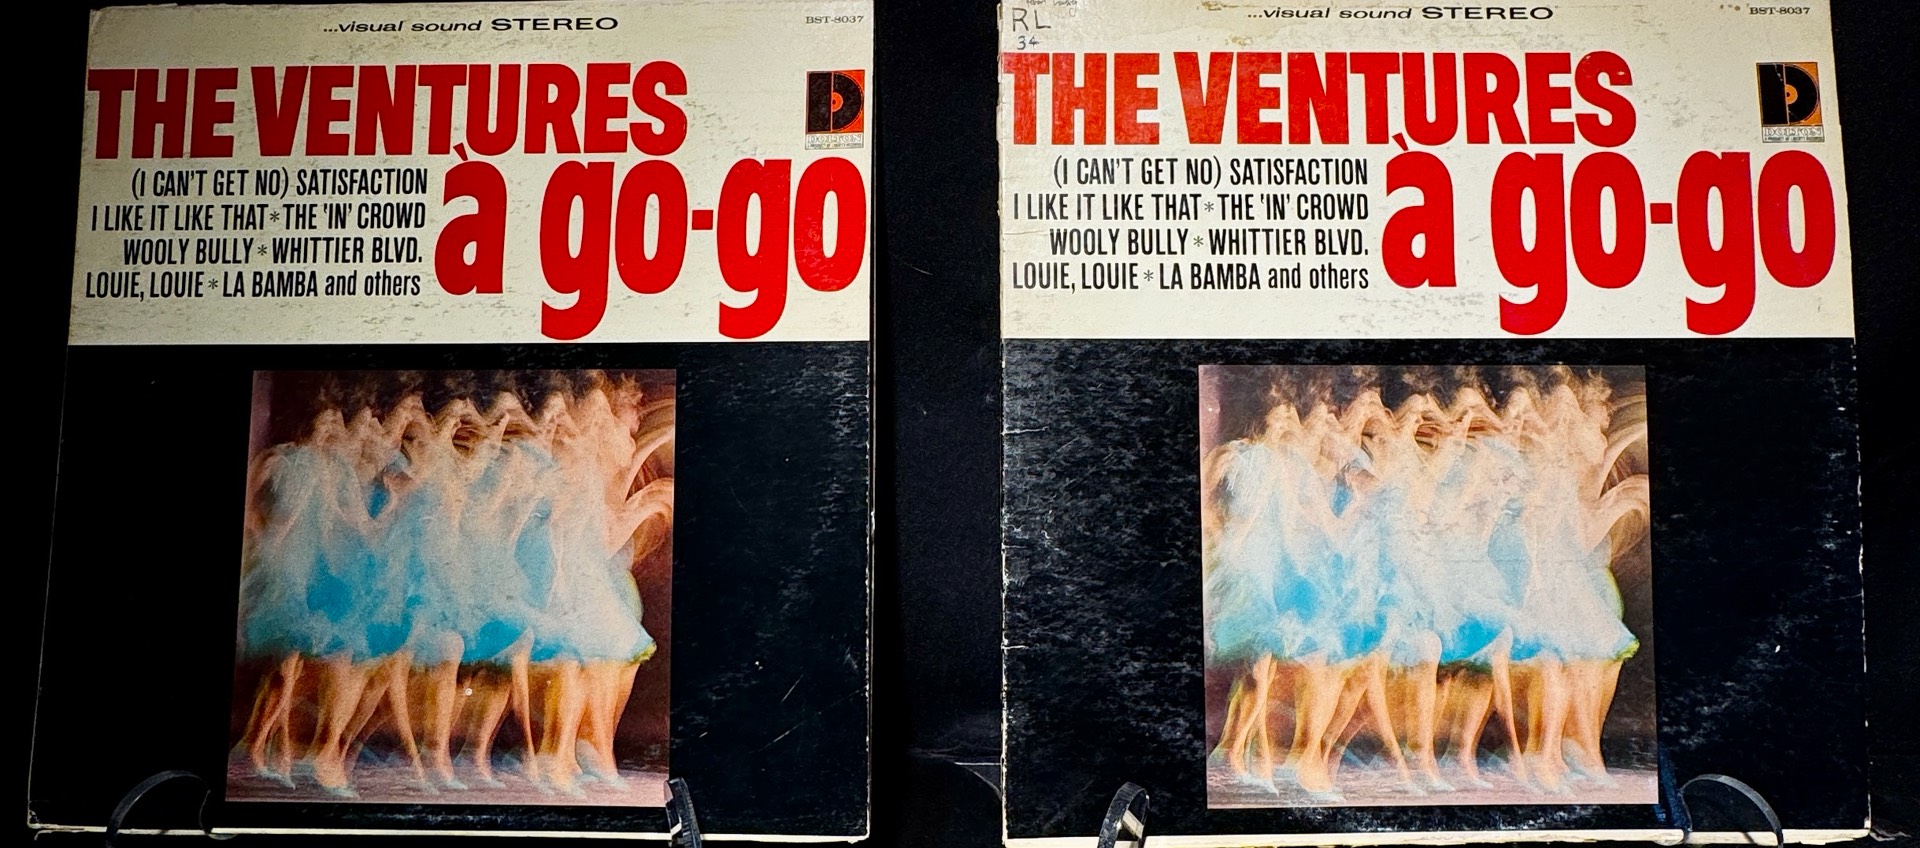 ...visual sound STEREO
BST-8037
THE VENTURES
à go-go
DOLTON
(I CAN'T GET NO) SATISFACTION
I LIKE IT LIKE THAT * THE 'IN' CROWD
WOOLY BULLY * WHITTIER BLVD.
LOUIE, LOUIE * LA BAMBA and others
RL
34
...visual sound STEREO
BST-8037
THE VENTURES
à go-go
DOLTON
(I CAN'T GET NO) SATISFACTION
I LIKE IT LIKE THAT * THE 'IN' CROWD
WOOLY BULLY * WHITTIER BLVD.
LOUIE, LOUIE * LA BAMBA and others